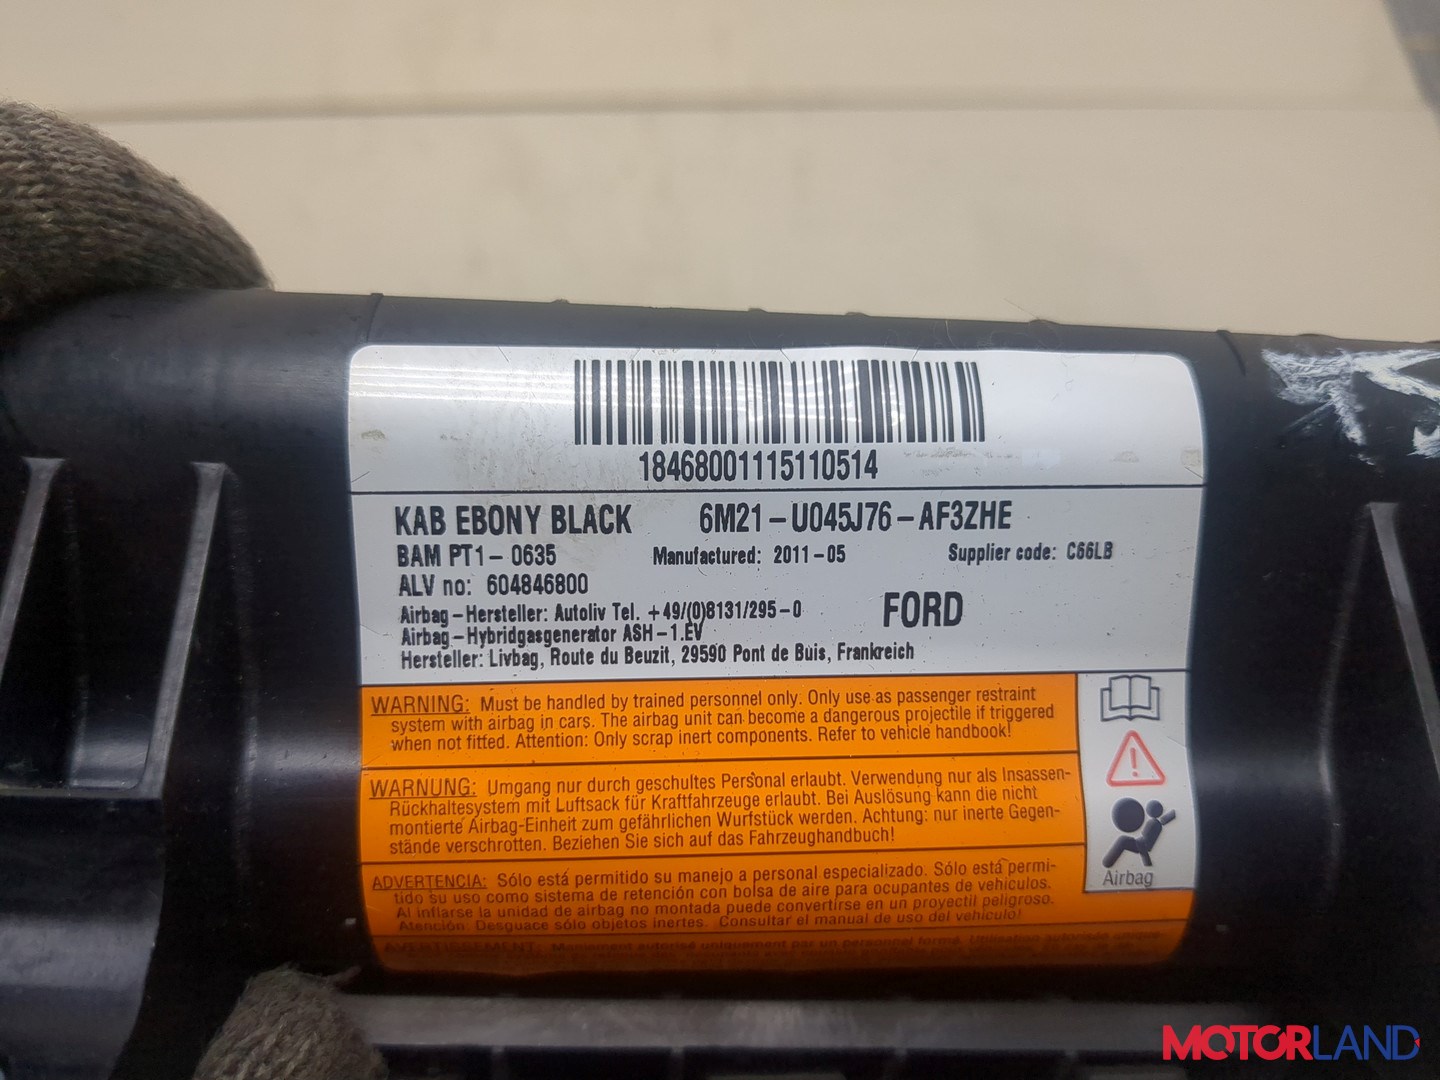 18468001115110514
KAB EBONY BLACK 6M21-U045J76-AF3ZHE
BAM PT1-0635 Manufactured: 2011-05 Supplier code: C66LB
ALV no: 604846800
Airbag-Hersteller: Autoliv Tel. +49/(0)8131/295-0 FORD
Airbag-Hybridgasgenerator ASH-1.EV
Hersteller: Livbag, Route du Beuzit, 29590 Pont de Buis, Frankreich
WARNING: Must be handled by trained personnel only. Only use as passenger restraint
system with airbag in cars. The airbag unit can become a dangerous projectile if triggered
when not fitted. Attention: Only scrap inert components. Refer to vehicle handbook!
WARNUNG: Umgang nur durch geschultes Personal erlaubt. Verwendung nur als Insassen-
Rückhaltesystem mit Luftsack für Kraftfahrzeuge erlaubt. Bei Auslösung kann die nicht
montierte Airbag-Einheit zum gefährlichen Wurfstück werden. Achtung: nur inerte Gegen-
stände verschrotten. Beziehen Sie sich auf das Fahrzeughandbuch!
Airbag
ADVERTENCIA: Sólo está permitido su manejo a personal especializado. Sólo está permi-
tido su uso como sistema de retención con bolsa de aire para ocupantes de vehículos.
Al inflarse la unidad de airbag no montada puede convertirse en un proyectil peligroso.
Atención: Desguace sólo objetos inertes. Consultar el manual de uso del vehículo!
AVERTISSEMENT: Maniement autorisé uniquement par un personnel formé. Utilisation
MOTORLAND